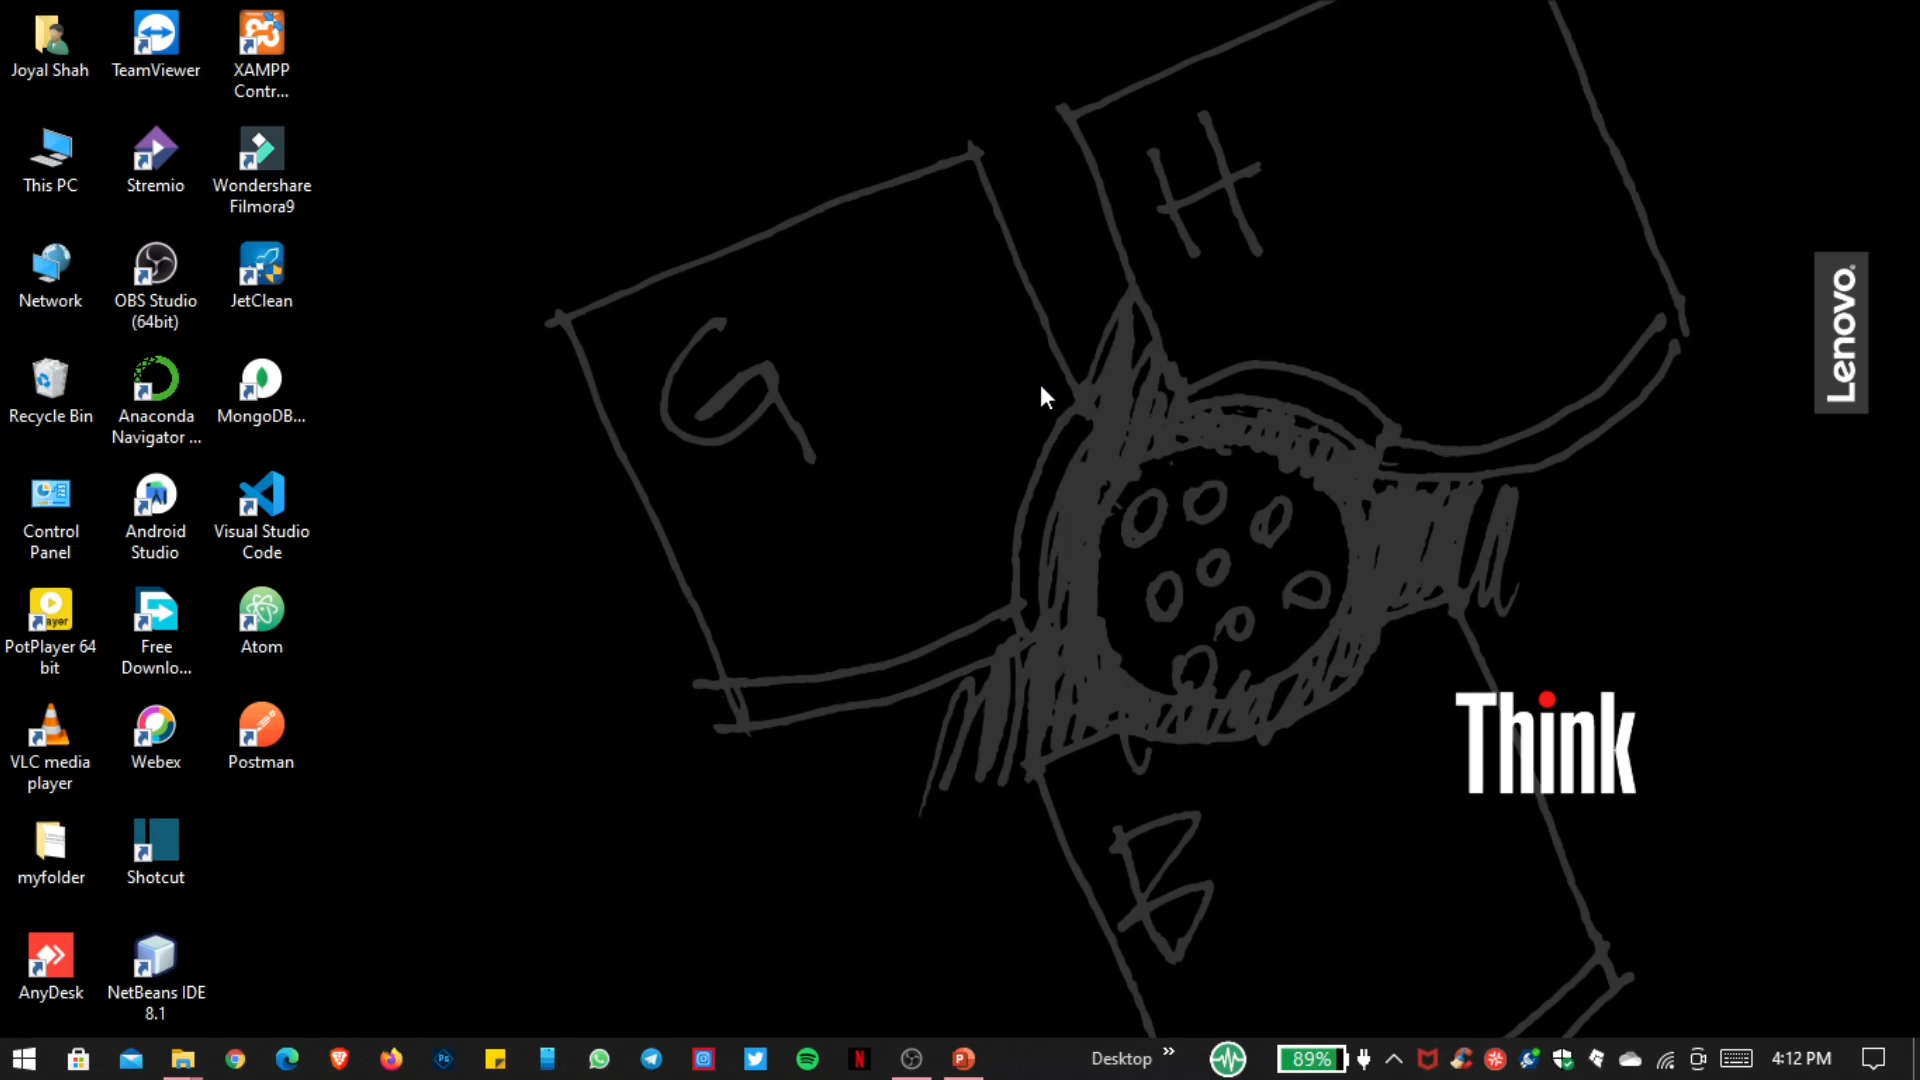 Joyal Shah
TeamViewer
XAMPP
Contr...
This PC
Stremio
Wondershare
Filmora9
Network
OBS Studio
(64bit)
JetClean
Recycle Bin
Anaconda
Navigator ...
MongoDB...
Control
Panel
Android
Studio
Visual Studio
Code
PotPlayer 64
bit
Free
Downlo...
Atom
VLC media
player
Webex
Postman
myfolder
Shotcut
AnyDesk
NetBeans IDE
8.1
G
H
B
Lenovo
Think
Desktop
89%
4:12 PM